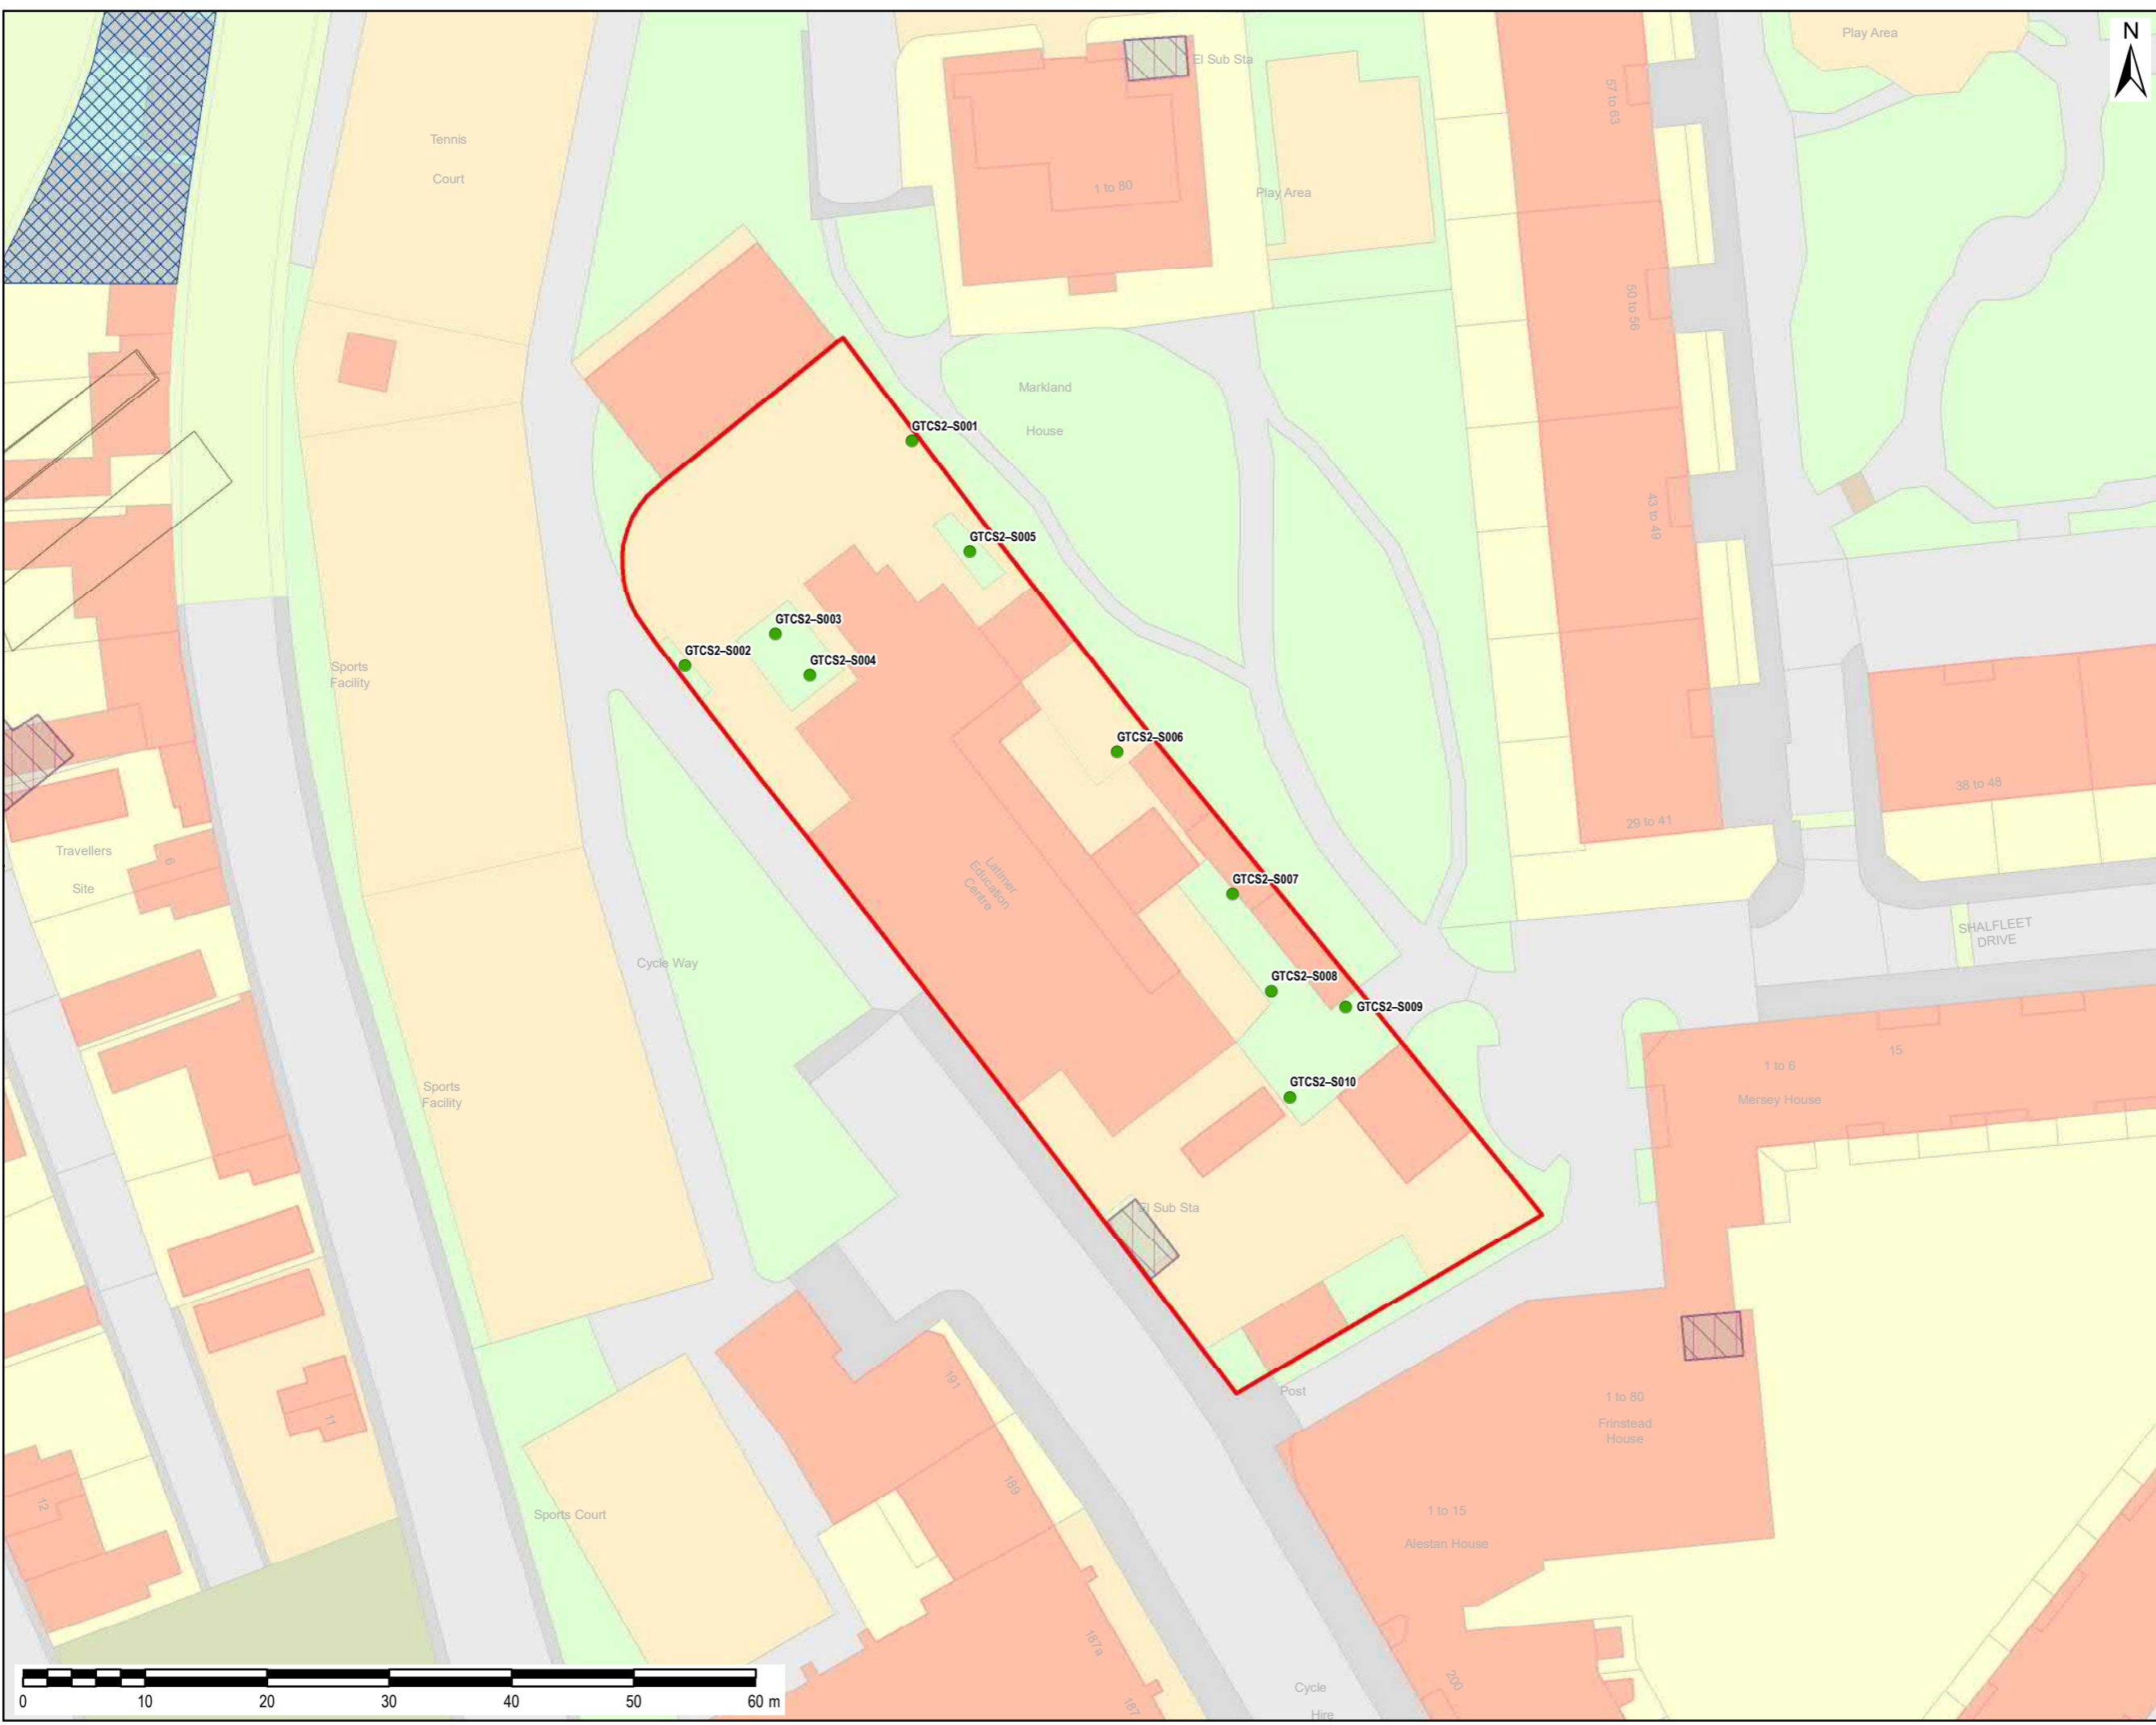 N
Play Area
El Sub Sta
57 to 63
Tennis
Court
1 to 80
Play Area
50 to 56
Markland
House
GTCS2–S001
43 to 49
GTCS2–S005
GTCS2–S003
GTCS2–S002
GTCS2–S004
Sports
Facility
GTCS2–S006
38 to 48
29 to 41
Travellers
Site
6
Latimer
Education
Centre
GTCS2–S007
SHALFLEET
DRIVE
Cycle Way
GTCS2–S008
GTCS2–S009
15
1 to 6
Mersey House
Sports
Facility
GTCS2–S010
El Sub Sta
191
Post
1 to 80
Frinstead
House
11
189
12
Sports Court
1 to 15
Alestan House
187a
200
187
Cycle
Hire
0 10 20 30 40 50 60 m